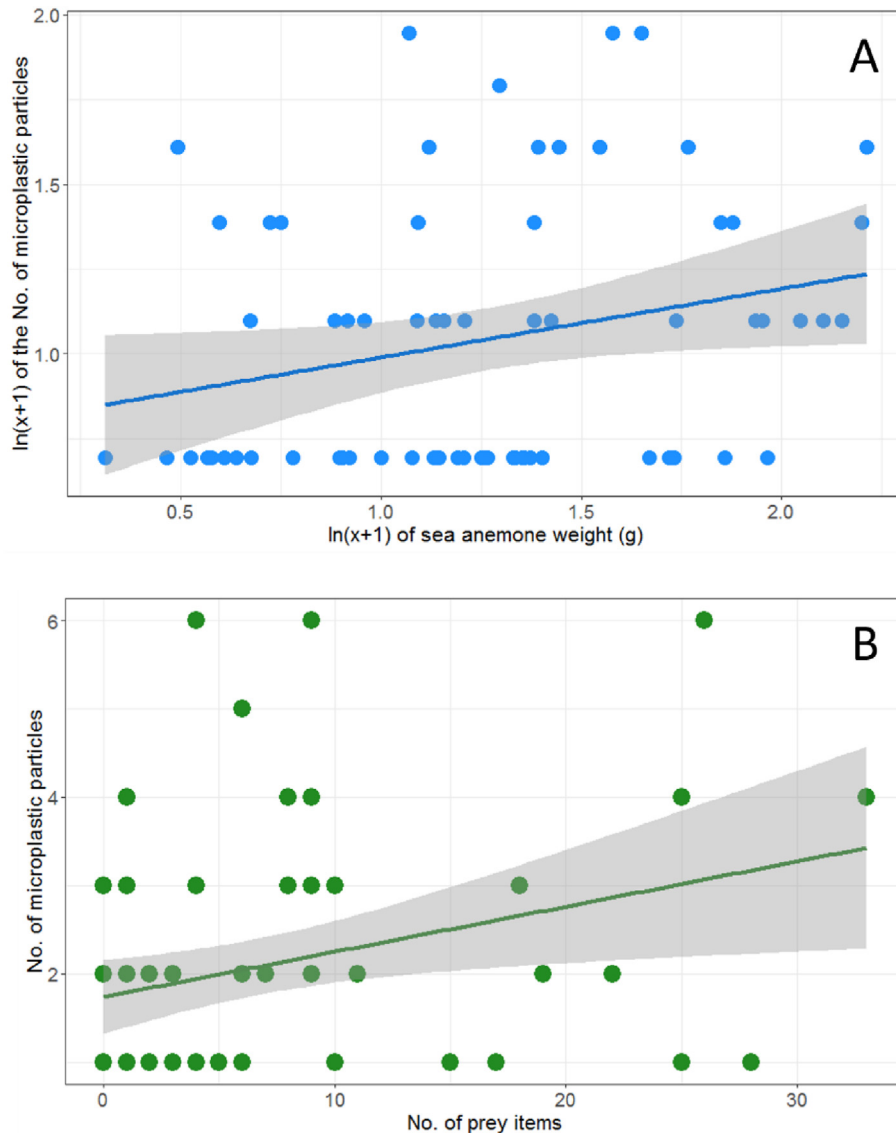 A
ln(x+1) of the No. of microplastic particles
2.0
1.5
1.0
0.5
1.0
1.5
2.0
ln(x+1) of sea anemone weight (g)
B
No. of microplastic particles
6
4
2
0
10
20
30
No. of prey items